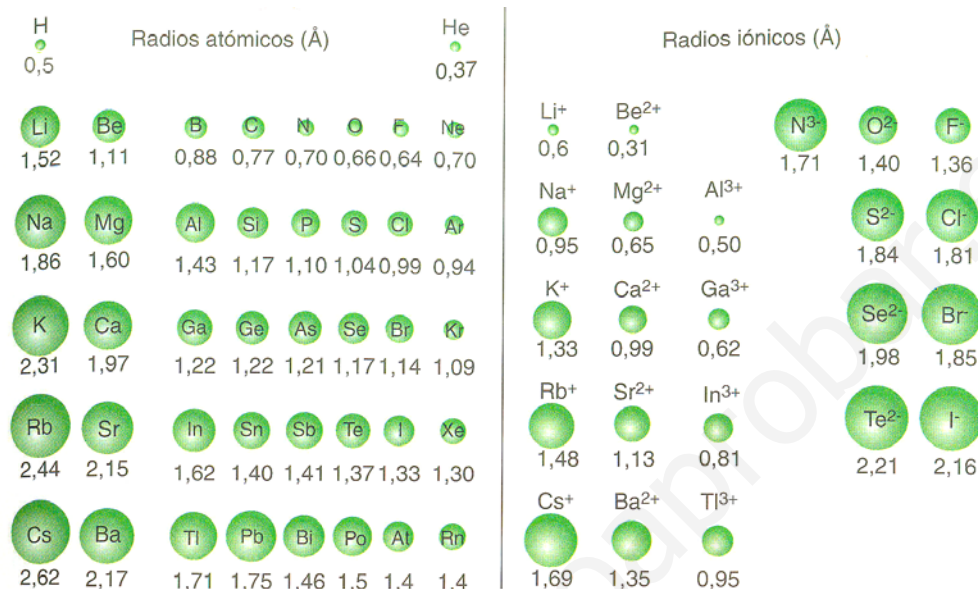 H
Radios atómicos (Å)
He
0,5
0,37
Li Be B C N O F Ne
1,52 1,11 0,88 0,77 0,70 0,66 0,64 0,70
Na Mg Al Si P S Cl Ar
1,86 1,60 1,43 1,17 1,10 1,04 0,99 0,94
K Ca Ga Ge As Se Br Kr
2,31 1,97 1,22 1,22 1,21 1,17 1,14 1,09
Rb Sr In Sn Sb Te I Xe
2,44 2,15 1,62 1,40 1,41 1,37 1,33 1,30
Cs Ba Tl Pb Bi Po At Rn
2,62 2,17 1,71 1,75 1,46 1,5 1,4 1,4
Radios iónicos (Å)
Li+ Be2+ N3- O2- F-
0,6 0,31 1,71 1,40 1,36
Na+ Mg2+ Al3+ S2- Cl-
0,95 0,65 0,50 1,84 1,81
K+ Ca2+ Ga3+ Se2- Br-
1,33 0,99 0,62 1,98 1,85
Rb+ Sr2+ In3+ Te2- I-
1,48 1,13 0,81 2,21 2,16
Cs+ Ba2+ Tl3+
1,69 1,35 0,95
paprobar